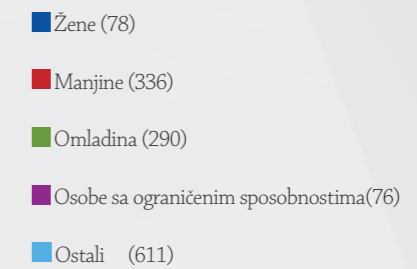 Žene (78)
Manjine (336)
Omladina (290)
Osobe sa ograničenim sposobnostima(76)
Ostali (611)